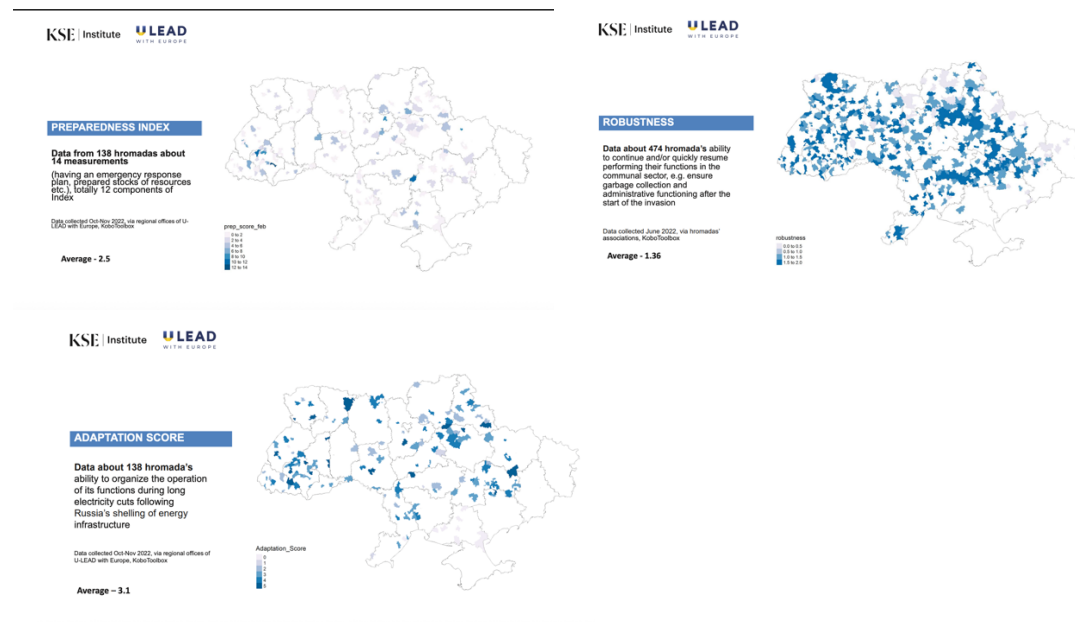 KSE | Institute
U LEAD
WITH EUROPE
PREPAREDNESS INDEX
Data from 138 hromadas about
14 measurements
(having an emergency response
plan, prepared stocks of resources
etc.), totally 12 components of
Index
Data collected Oct-Nov 2022, via regional offices of U-
LEAD with Europe, KoboToolbox
Average - 2.5
prep_score_feb
0 to 2
2 to 4
4 to 6
6 to 8
8 to 10
10 to 12
12 to 14
KSE | Institute
U LEAD
WITH EUROPE
ROBUSTNESS
Data about 474 hromada's ability
to continue and/or quickly resume
performing their functions in the
communal sector, e.g. ensure
garbage collection and
administrative functioning after the
start of the invasion
Data collected June 2022, via hromadas'
associations, KoboToolbox
Average - 1.36
robustness
0.0 to 0.5
0.5 to 1.0
1.0 to 1.5
1.5 to 2.0
KSE | Institute
U LEAD
WITH EUROPE
ADAPTATION SCORE
Data about 138 hromada's
ability to organize the operation
of its functions during long
electricity cuts following
Russia's shelling of energy
infrastructure
Data collected Oct-Nov 2022, via regional offices of
U-LEAD with Europe, KoboToolbox
Average – 3.1
Adaptation_Score
0
1
2
3
4
5